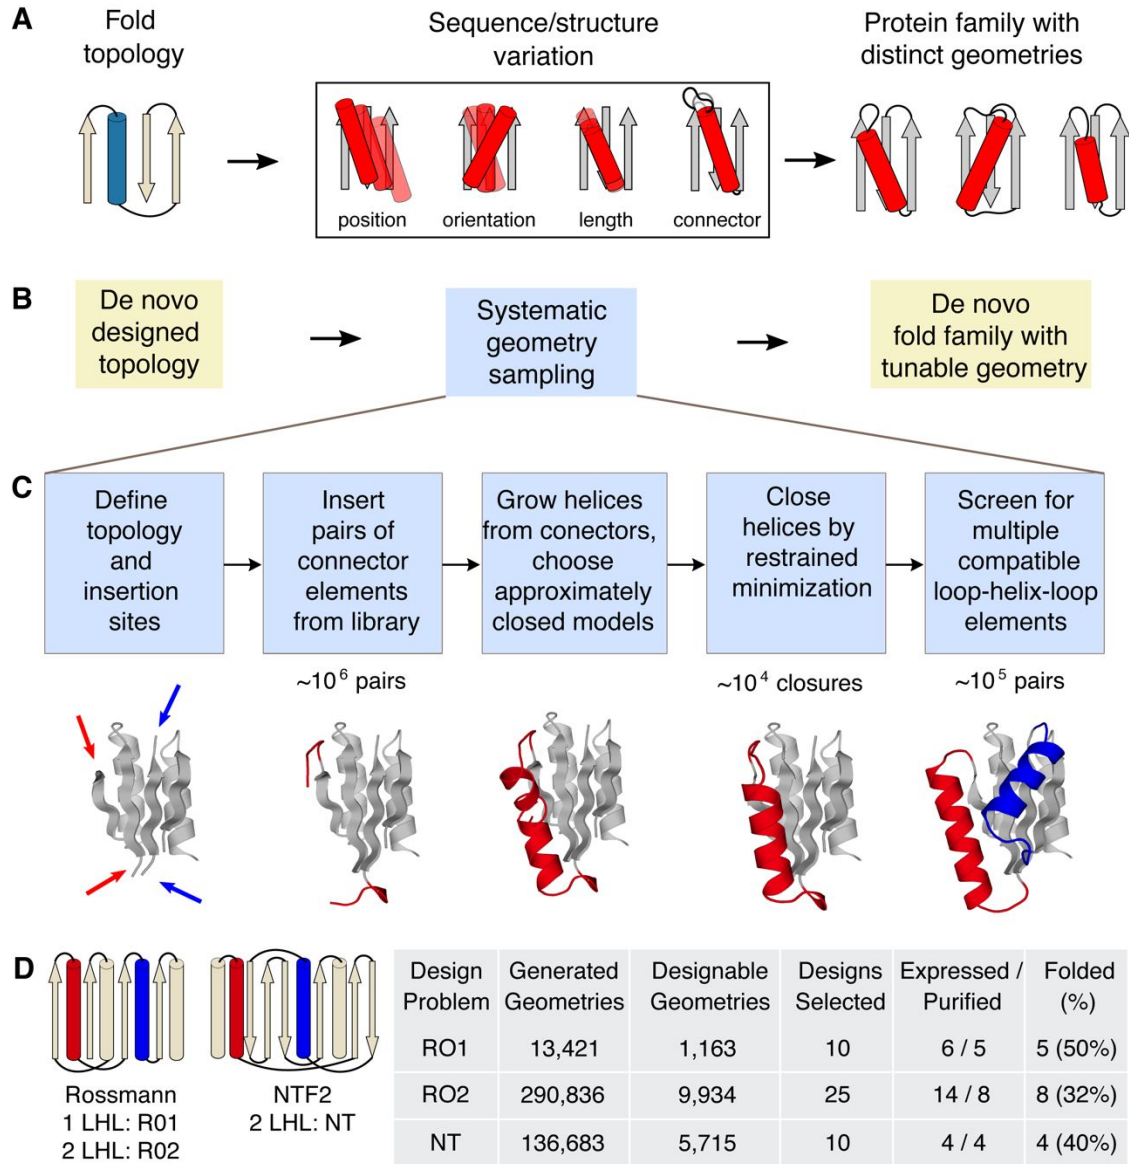 A
Fold
topology
Sequence/structure
variation
Protein family with
distinct geometries
position
orientation
length
connector
B
De novo
designed
topology
Systematic
geometry
sampling
De novo
fold family with
tunable geometry
C
Define
topology
and
insertion
sites
Insert
pairs of
connector
elements
from library
Grow helices
from conectors,
choose
approximately
closed models
Close
helices by
restrained
minimization
Screen for
multiple
compatible
loop-helix-loop
elements
~10⁶ pairs
~10⁴ closures
~10⁵ pairs
D
Rossmann
1 LHL: R01
2 LHL: R02
NTF2
2 LHL: NT
Design Problem
Generated Geometries
Designable Geometries
Designs Selected
Expressed / Purified
Folded (%)
RO1 13,421 1,163 10 6 / 5 5 (50%)
RO2 290,836 9,934 25 14 / 8 8 (32%)
NT 136,683 5,715 10 4 / 4 4 (40%)